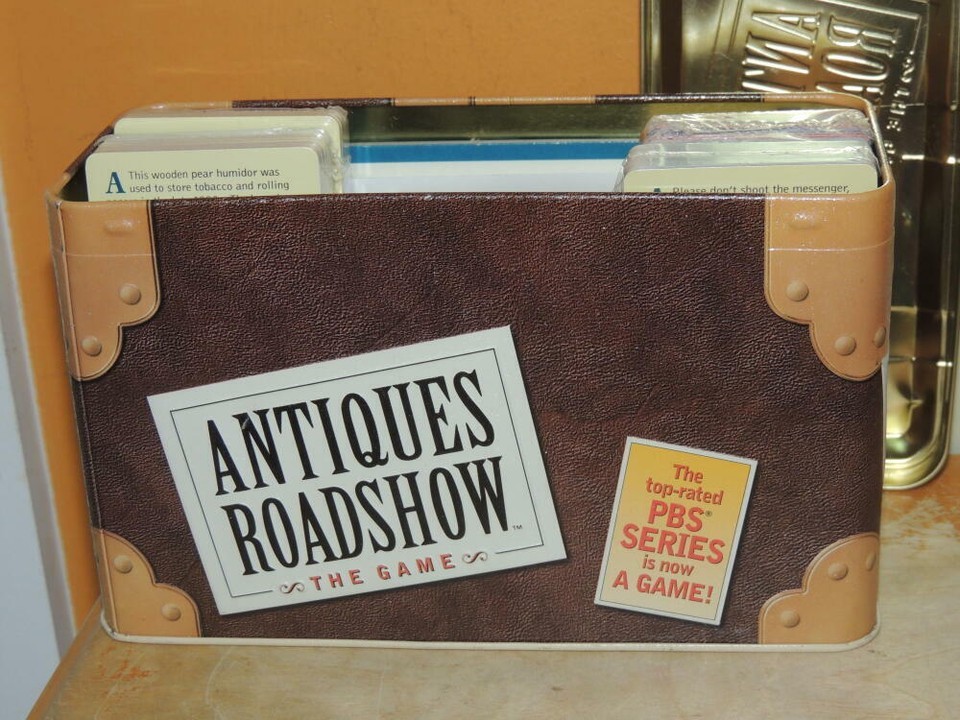 A This wooden pear humidor was
used to store tobacco and rolling
Please don't shoot the messenger,
ANTIQUES
ROADSHOW™
THE GAME
The
top-rated
PBS®
SERIES
is now
A GAME!